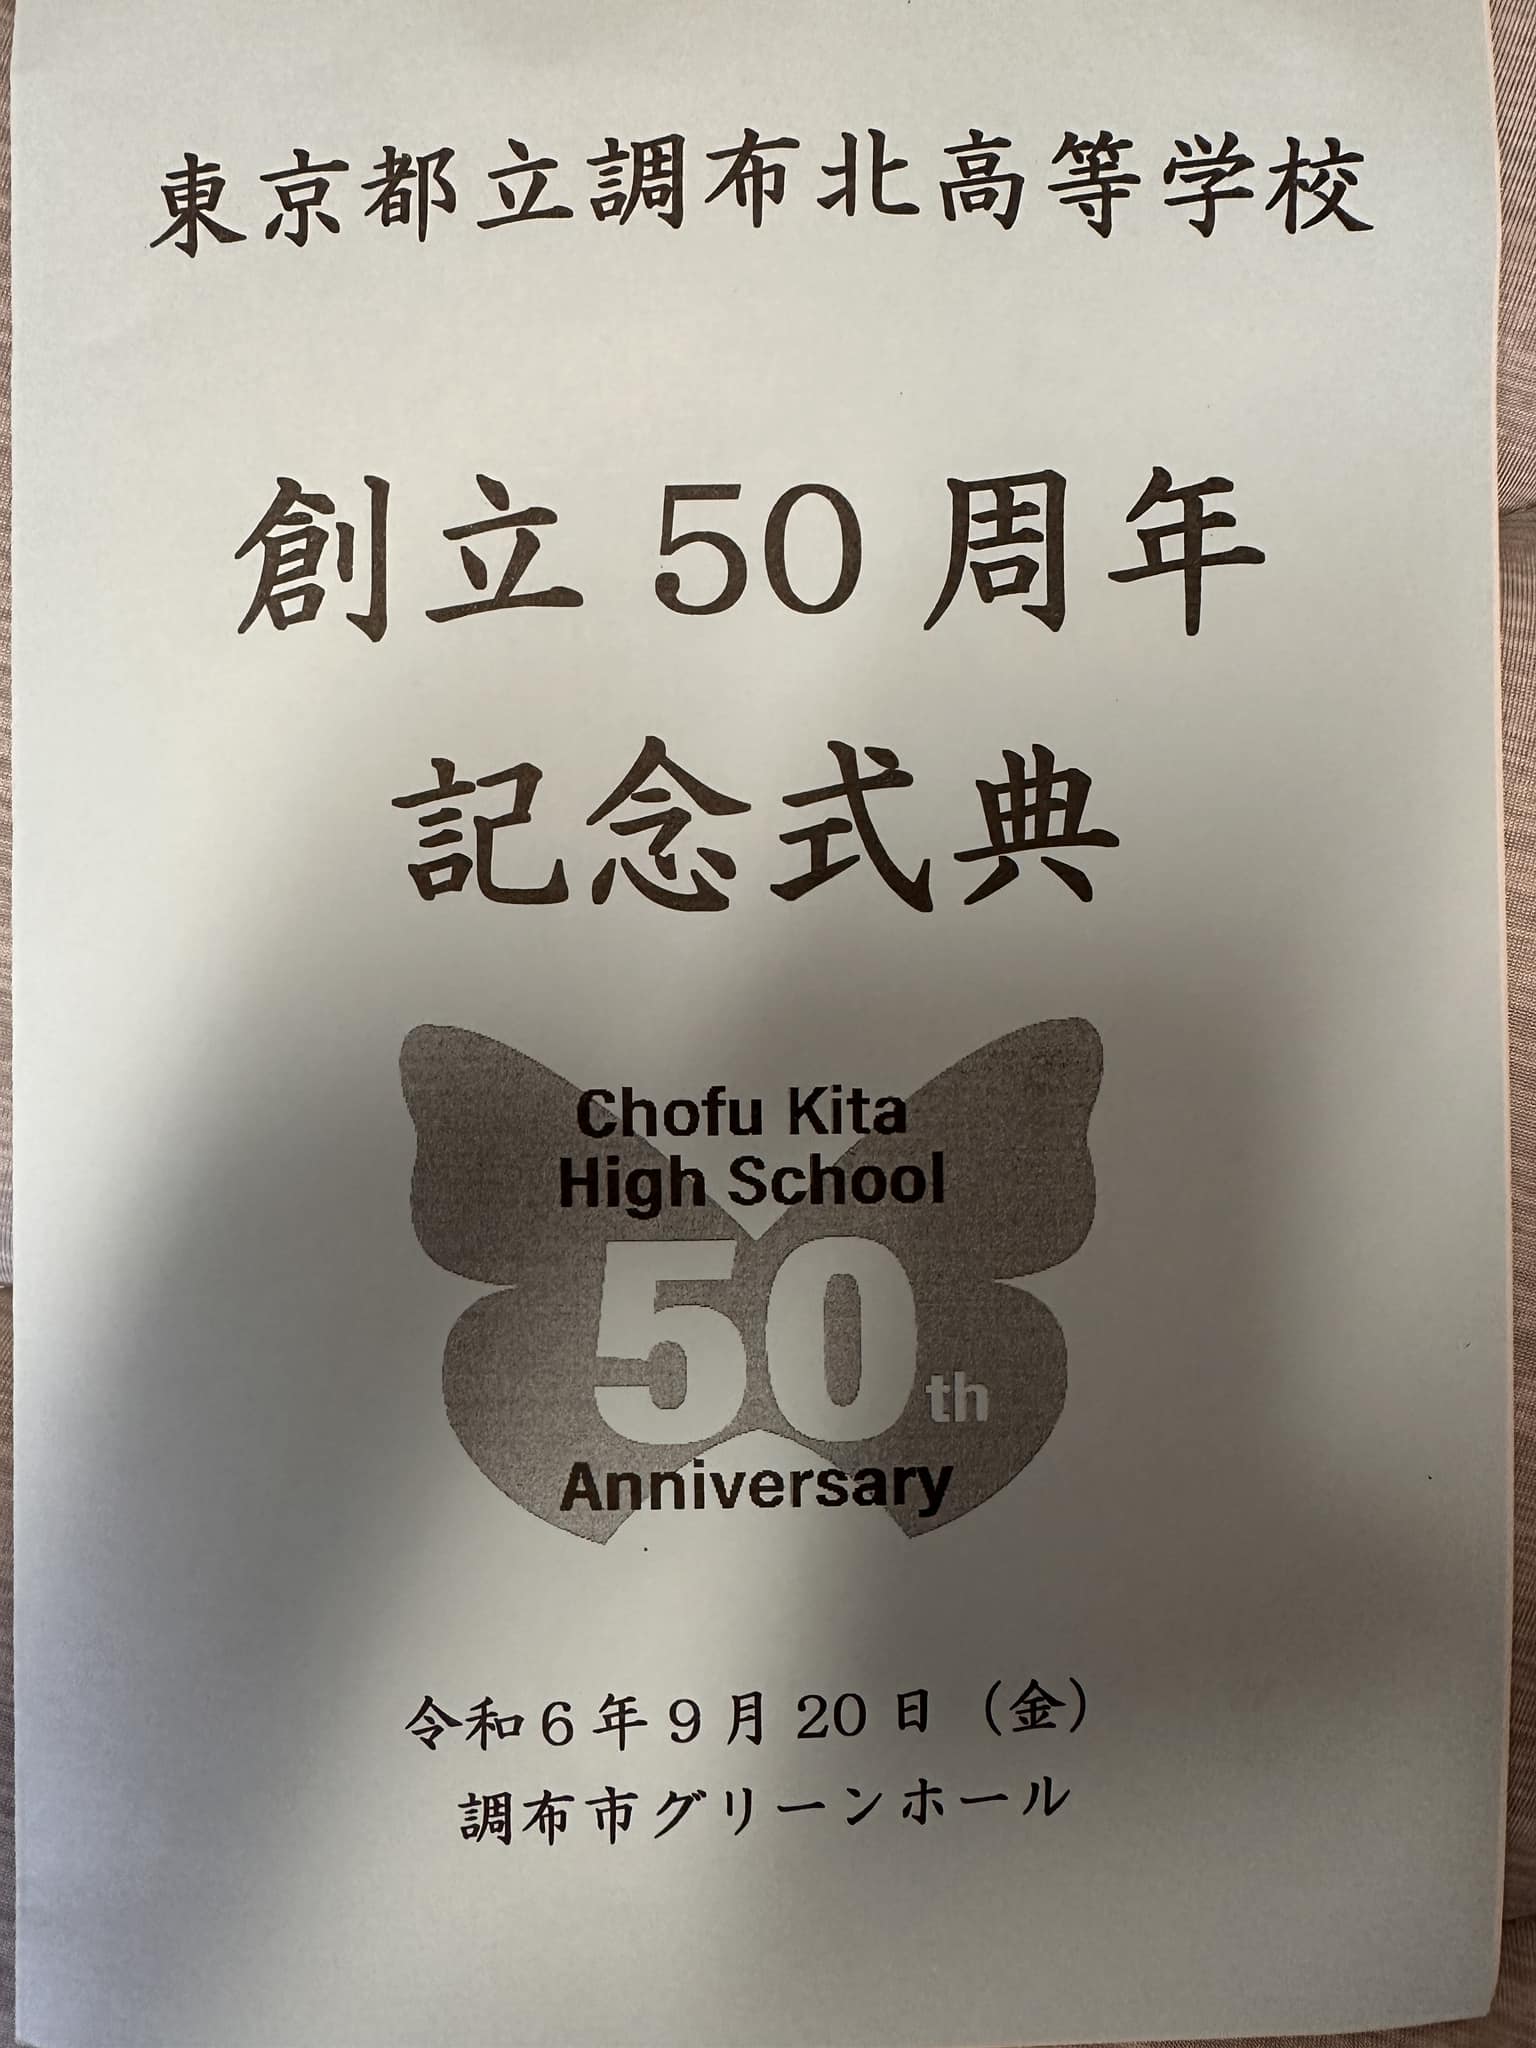 東京都立調布北高等学校
創立50周年
記念式典
Chofu Kita
High School
50th
Anniversary
令和6年9月20日（金）
調布市グリーンホール